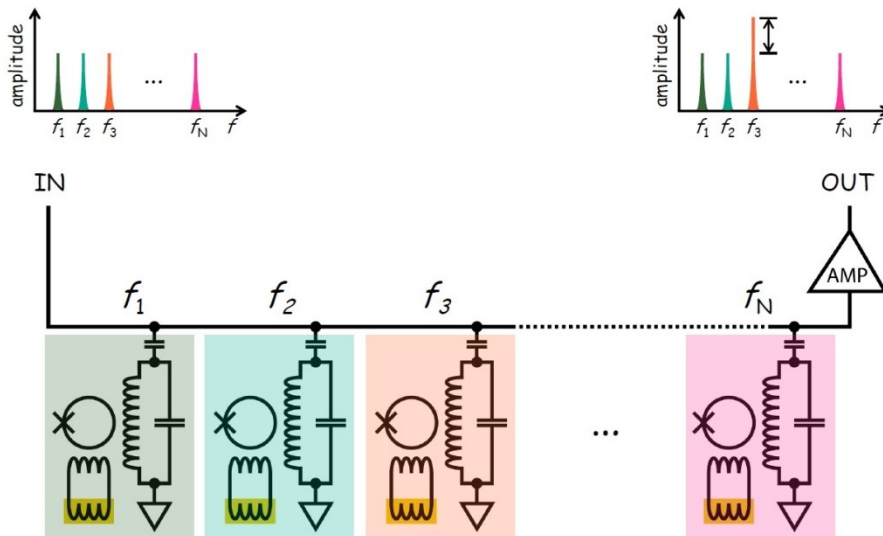 amplitude
...
f1 f2 f3 fN f
amplitude
...
f1 f2 f3 fN f
IN
OUT
AMP
f1 f2 f3 fN
...